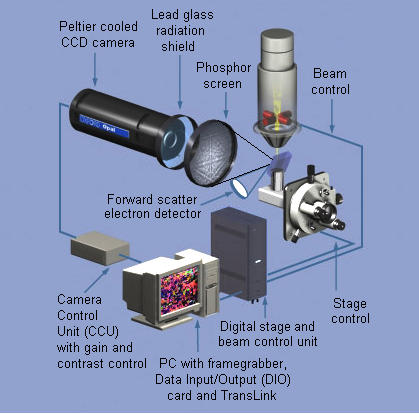 Peltier cooled
CCD camera
Lead glass
radiation
shield
Phosphor
screen
Beam
control
Opal
Forward scatter
electron detector
Camera
Control
Unit (CCU)
with gain and
contrast control
PC with framegrabber,
Data Input/Output (DIO)
card and TransLink
Digital stage and
beam control unit
Stage
control